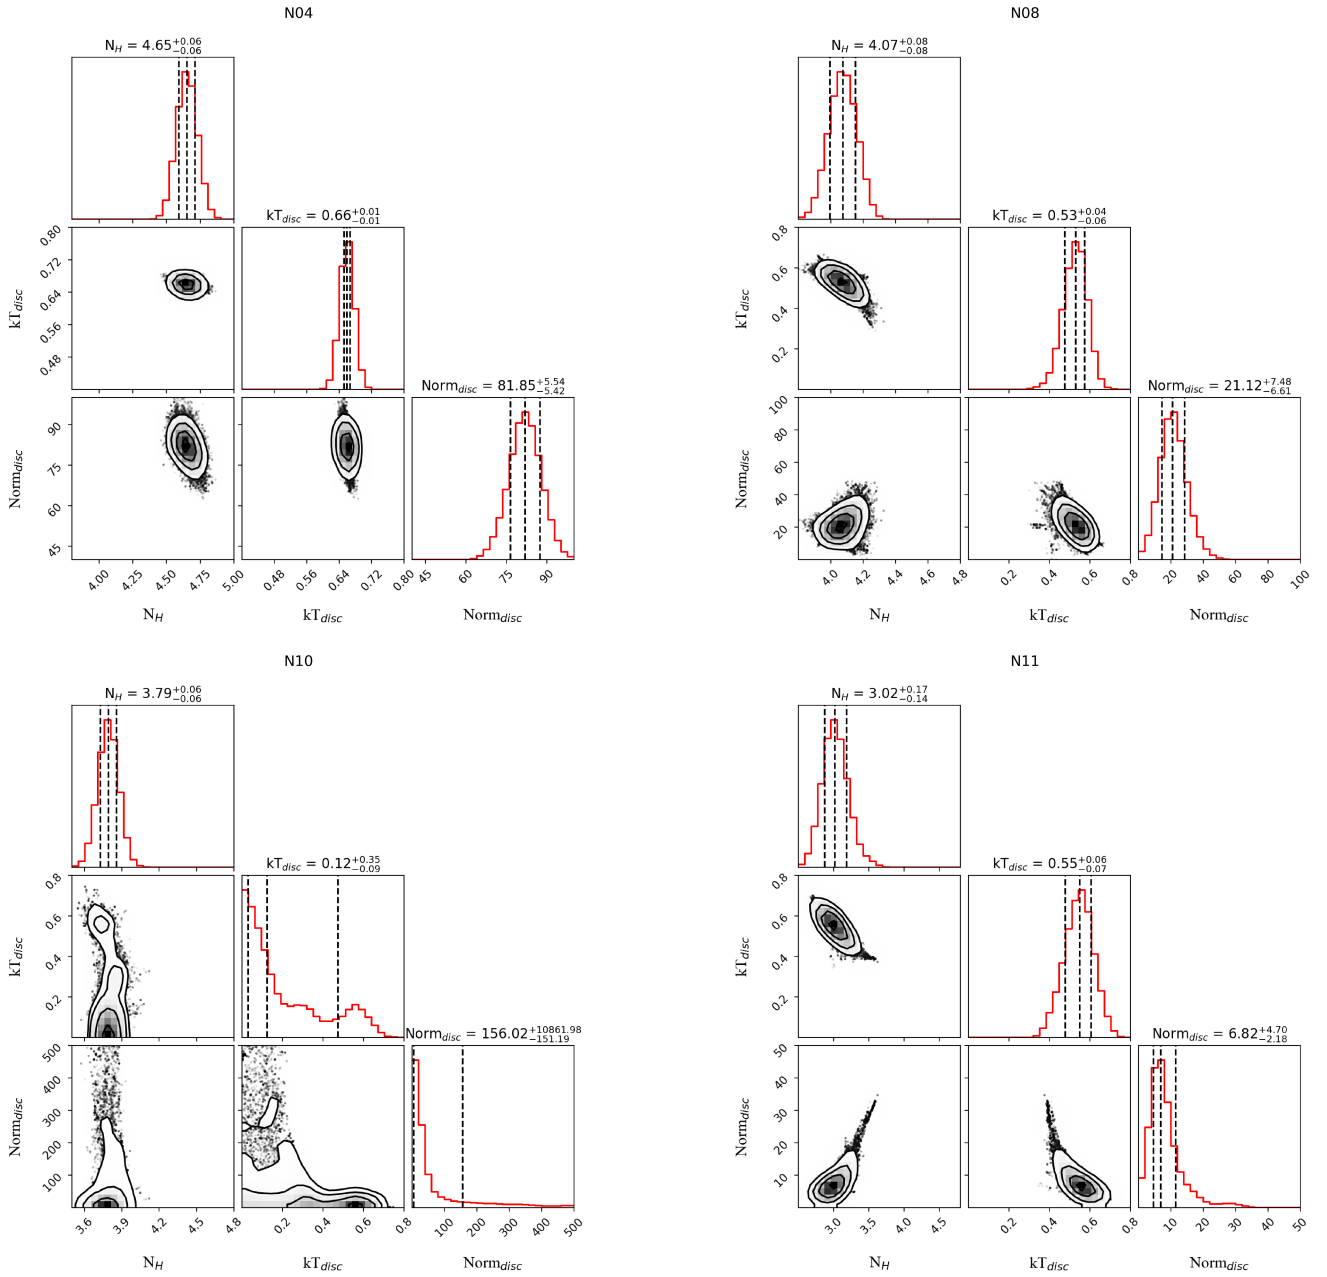 N04
N_H = 4.65^{+0.06}_{−0.06}
kT_disc = 0.66^{+0.01}_{−0.01}
0.80
0.72
0.64
0.56
0.48
kT_disc
Norm_disc = 81.85^{+5.54}_{−5.42}
90
75
60
45
Norm_disc
4.00 4.25 4.50 4.75 5.00
0.48 0.56 0.64 0.72 0.80
45 60 75 90
N_H kT_disc Norm_disc
N08
N_H = 4.07^{+0.08}_{−0.08}
kT_disc = 0.53^{+0.04}_{−0.06}
0.8
0.6
0.4
0.2
kT_disc
Norm_disc = 21.12^{+7.48}_{−6.61}
100
80
60
40
20
Norm_disc
4.0 4.2 4.4 4.6 4.8
0.2 0.4 0.6 0.8
20 40 60 80 100
N_H kT_disc Norm_disc
N10
N_H = 3.79^{+0.06}_{−0.06}
kT_disc = 0.12^{+0.35}_{−0.09}
0.8
0.6
0.4
0.2
kT_disc
Norm_disc = 156.02^{+10861.98}_{−151.19}
500
400
300
200
100
Norm_disc
3.6 3.9 4.2 4.5 4.8
0.2 0.4 0.6 0.8
100 200 300 400 500
N_H kT_disc Norm_disc
N11
N_H = 3.02^{+0.17}_{−0.14}
kT_disc = 0.55^{+0.06}_{−0.07}
0.8
0.6
0.4
0.2
kT_disc
Norm_disc = 6.82^{+4.70}_{−2.18}
50
40
30
20
10
Norm_disc
3.0 3.5 4.0 4.5
0.2 0.4 0.6 0.8
10 20 30 40 50
N_H kT_disc Norm_disc